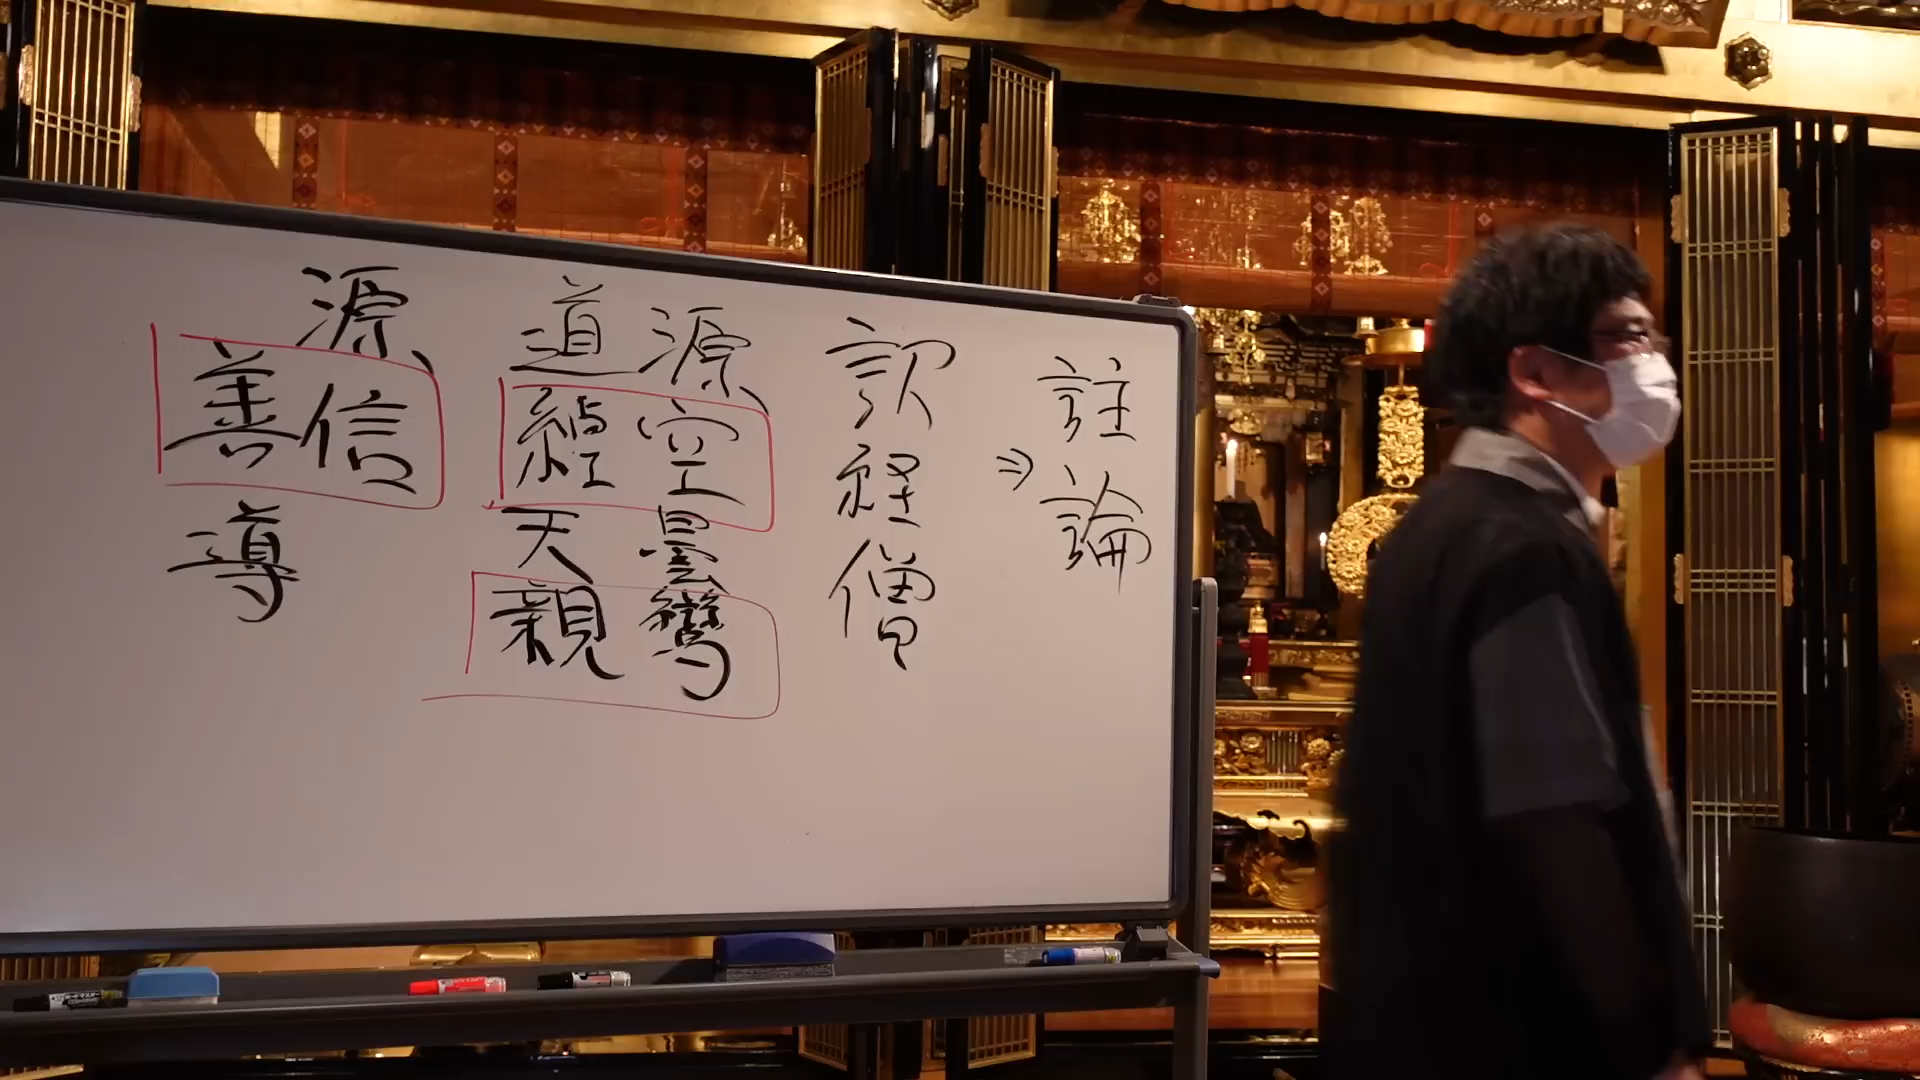 註論
訳経僧
源空曇鸞
道綽天親
源信
善導